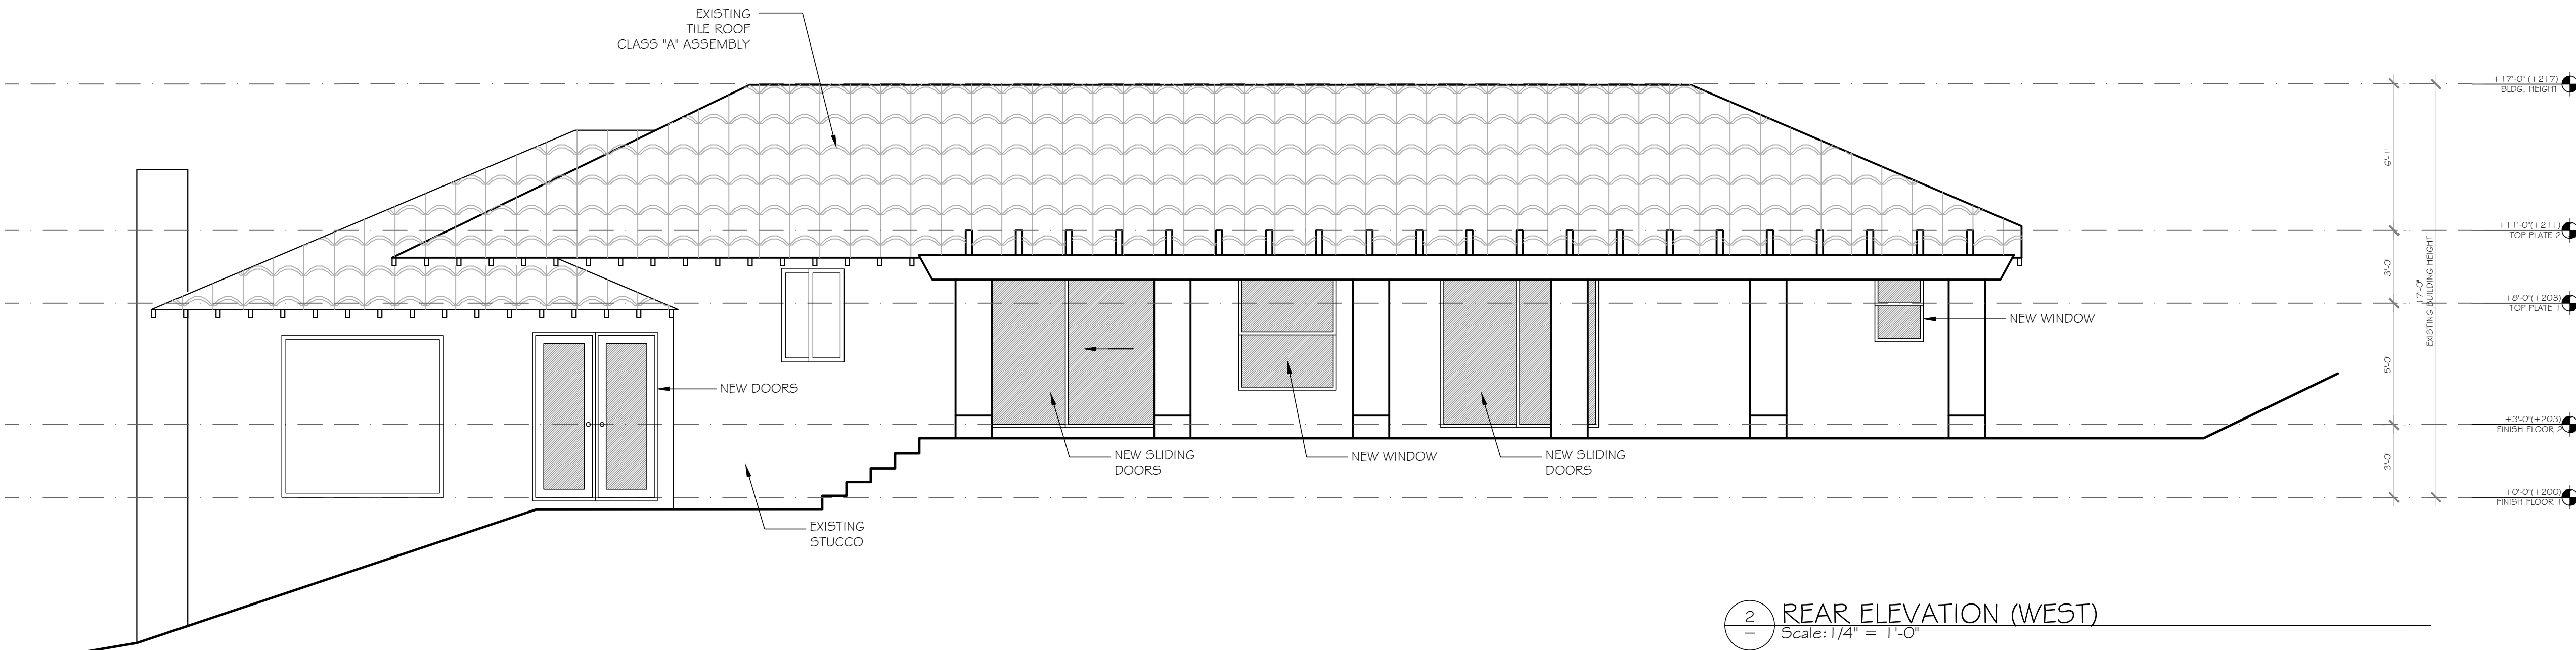 EXISTING
TILE ROOF
CLASS "A" ASSEMBLY
+17'-0" (+217)
BLDG. HEIGHT
6'-1"
+11'-0"(+211)
TOP PLATE 2
3'-0"
17'-0"
EXISTING BUILDING HEIGHT
+8'-0"(+203)
TOP PLATE 1
NEW WINDOW
5'-0"
NEW DOORS
+3'-0"(+203)
FINISH FLOOR 2
NEW SLIDING
DOORS
NEW WINDOW
NEW SLIDING
DOORS
3'-0"
+0'-0"(+200)
FINISH FLOOR 1
EXISTING
STUCCO
2
–
REAR ELEVATION (WEST)
Scale: 1/4" = 1'-0"